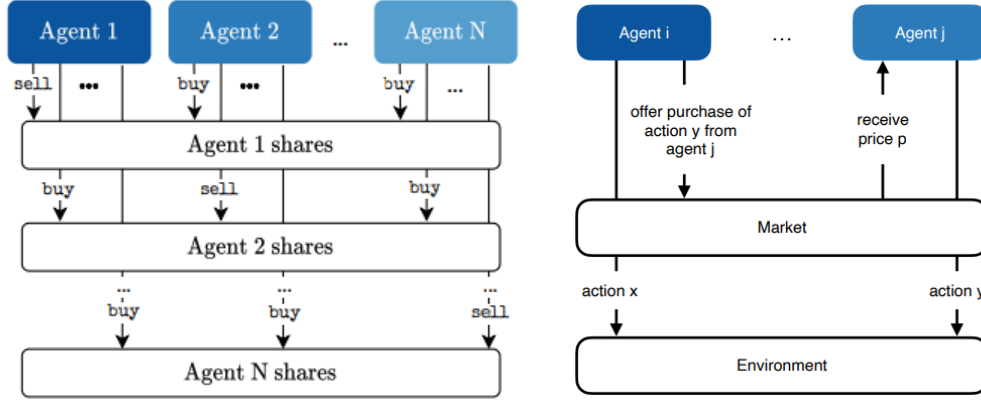 Agent 1
Agent 2
...
Agent N
sell
...
buy
...
buy
...
Agent 1 shares
buy
sell
buy
Agent 2 shares
...
buy
...
buy
...
sell
Agent N shares
Agent i
...
Agent j
offer purchase of
action y from
agent j
receive
price p
Market
action x
action y
Environment